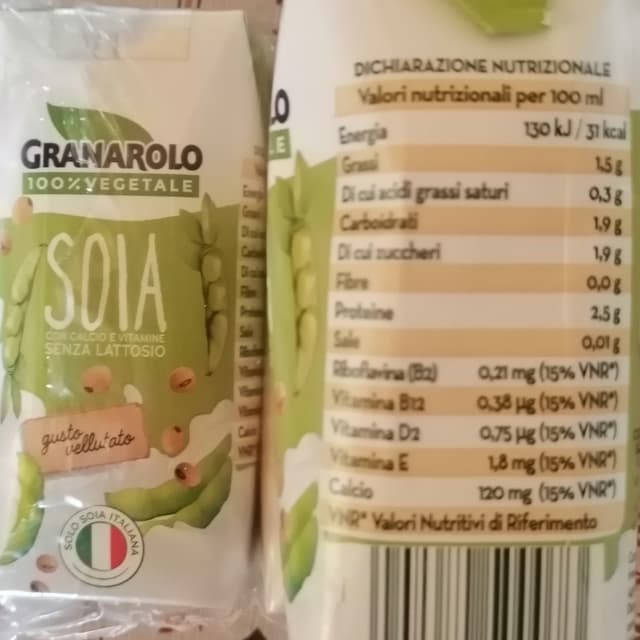 GRANAROLO
100% VEGETALE
SOIA
CON CALCIO E VITAMINE
SENZA LATTOSIO
gusto
vellutato
SOLO SOIA ITALIANA
DICHIARAZIONE NUTRIZIONALE
Valori nutrizionali per 100 ml
Energia 130 kJ / 31 kcal
Grassi 1,5 g
Di cui acidi grassi saturi 0,3 g
Carboidrati 1,9 g
Di cui zuccheri 1,9 g
Fibre 0,0 g
Proteine 2,5 g
Sale 0,01 g
Riboflavina (B2) 0,21 mg (15% VNR*)
Vitamina B12 0,38 µg (15% VNR*)
Vitamina D2 0,75 µg (15% VNR*)
Vitamina E 1,8 mg (15% VNR*)
Calcio 120 mg (15% VNR*)
VNR* Valori Nutritivi di Riferimento